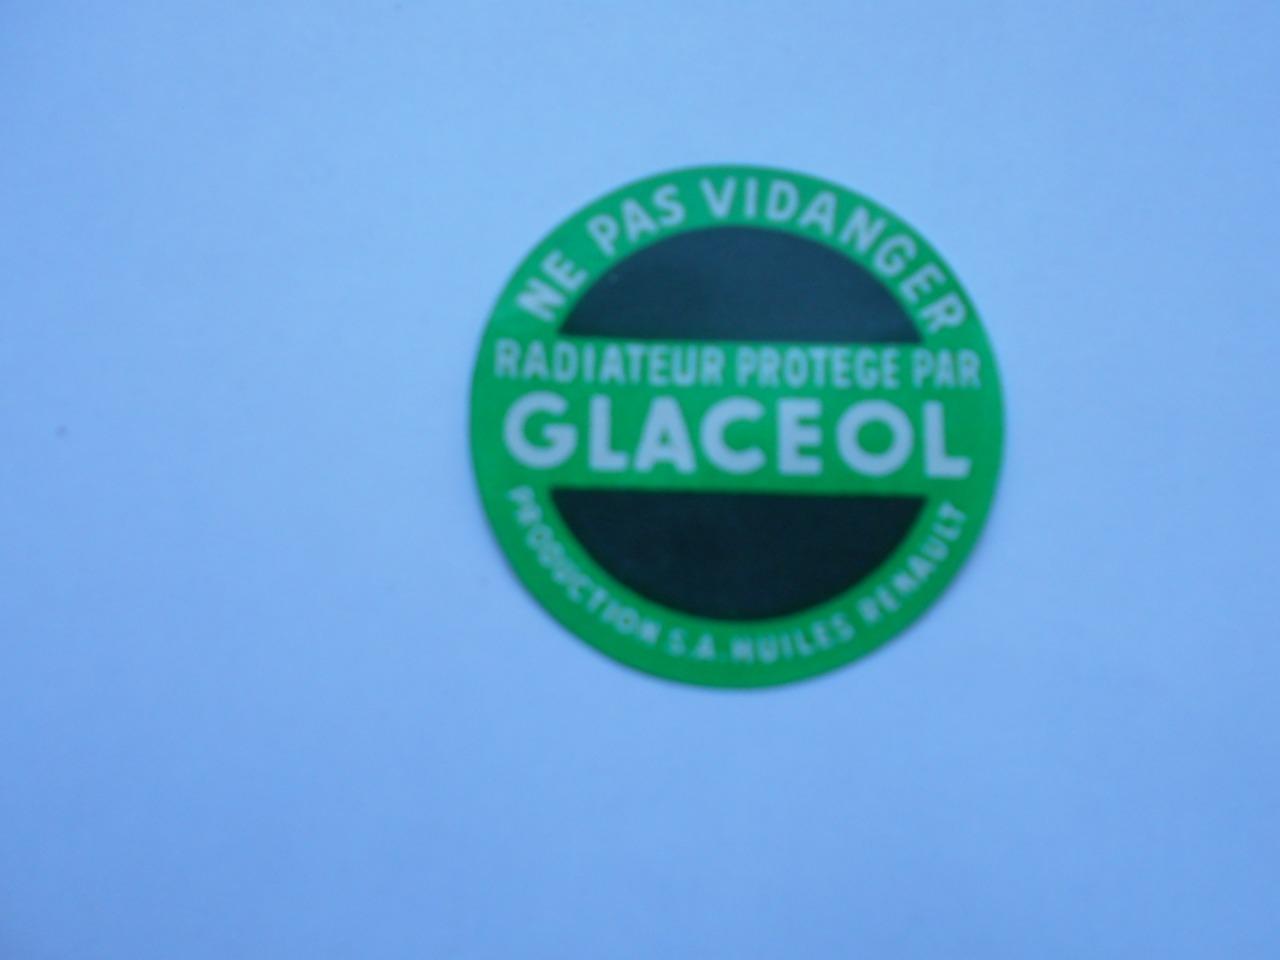 NE PAS VIDANGER
RADIATEUR PROTEGE PAR
GLACEOL
PRODUCTION S.A. HUILES RENAULT